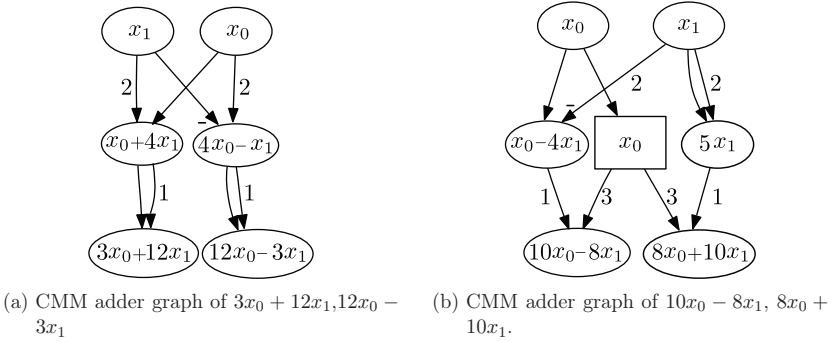 x₁ x₀ x₀ x₁
2 2 2 2
x₀+4x₁ 4x₀-x₁ x₀-4x₁ x₀ 5x₁
1 1 1 3 3 1
3x₀+12x₁ 12x₀-3x₁ 10x₀-8x₁ 8x₀+10x₁
(a) CMM adder graph of 3x₀ + 12x₁,12x₀ −
3x₁
(b) CMM adder graph of 10x₀ − 8x₁, 8x₀ +
10x₁.